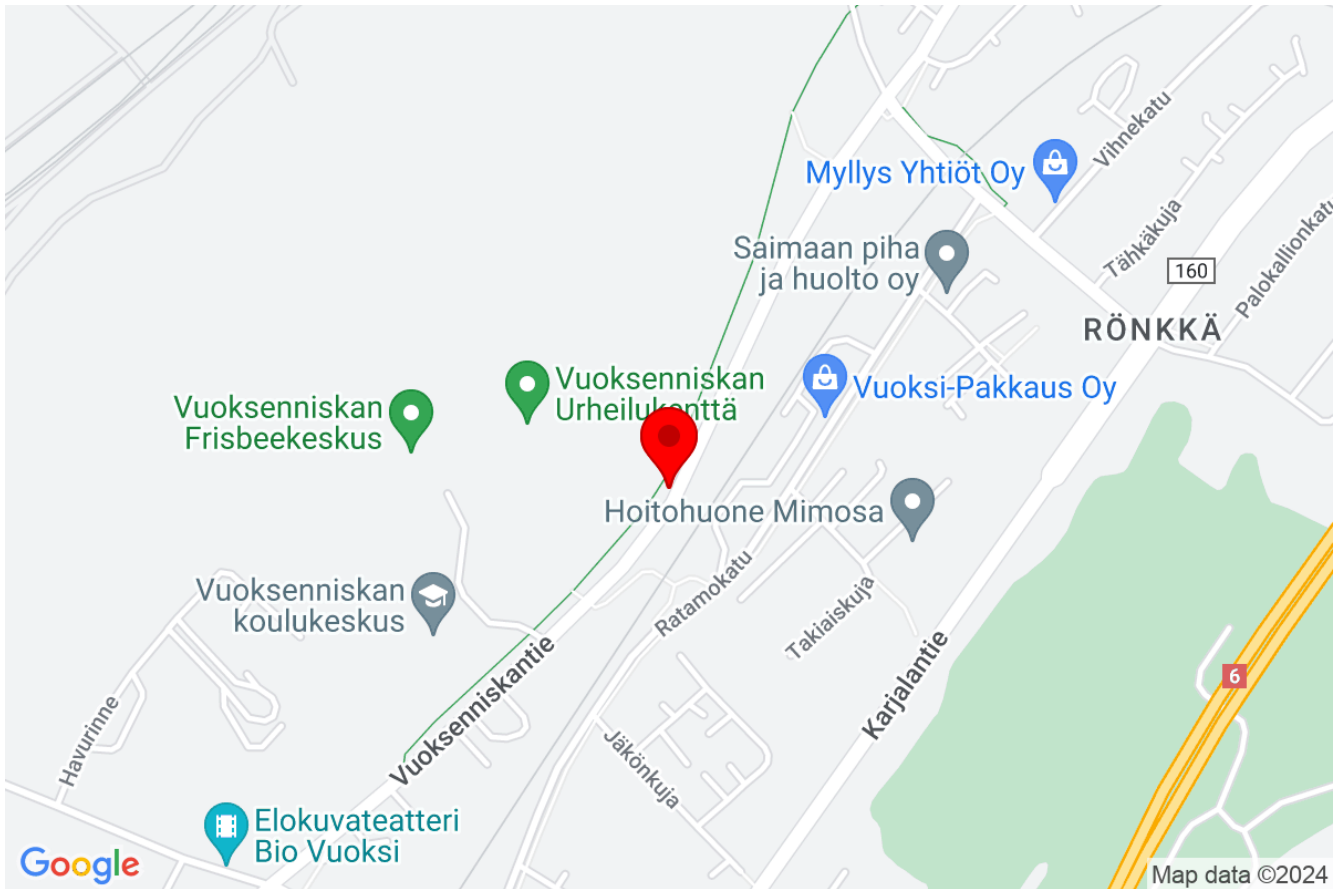 Vihnekatu
Myllys Yhtiöt Oy
Tähkäkuja
Saimaan piha
ja huolto oy
160
Palokallionkatu
RÖNKKÄ
Vuoksenniskan
Urheilukenttä
Vuoksi-Pakkaus Oy
Vuoksenniskan
Frisbeekeskus
Hoitohuone Mimosa
Vuoksenniskan
koulukeskus
Ratamokatu
Takiaiskuja
Karjalantie
6
Vuoksenniskantie
Havurinne
Jäkönkuja
Elokuvateatteri
Bio Vuoksi
Google
Map data ©2024